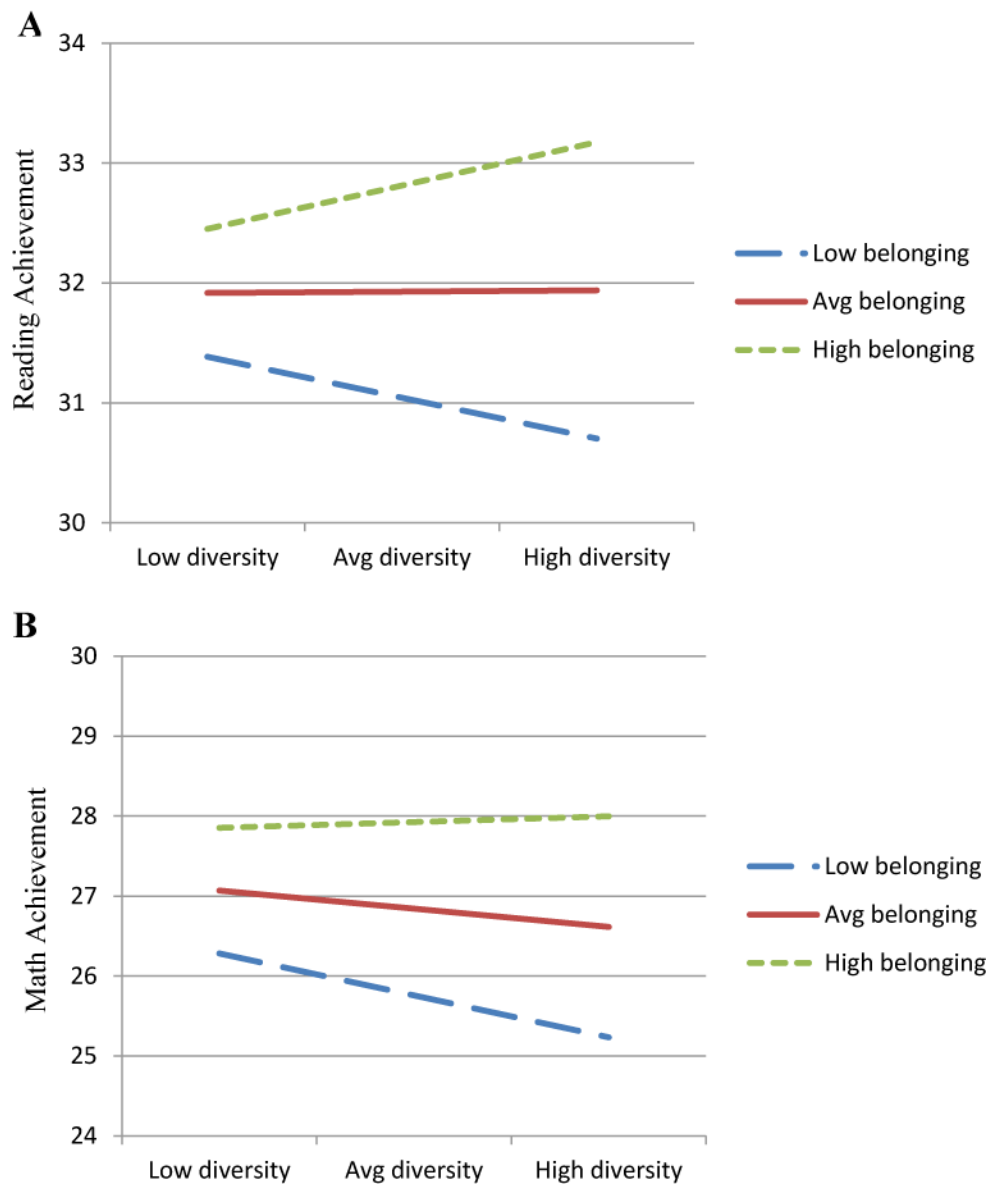 A
34
33
32
31
30
Reading Achievement
Low diversity
Avg diversity
High diversity
Low belonging
Avg belonging
High belonging
B
30
29
28
27
26
25
24
Math Achievement
Low diversity
Avg diversity
High diversity
Low belonging
Avg belonging
High belonging